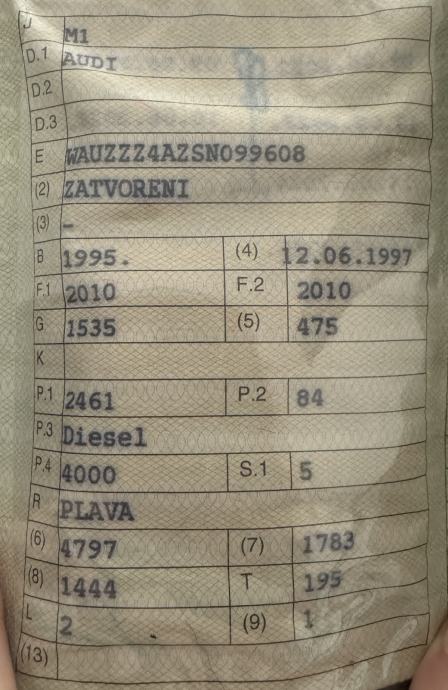 J M1
D.1 AUDI
D.2
D.3
E WAUZZZ4AZSN099608
(2) ZATVORENI
(3) -
B 1995. (4) 12.06.1997
F.1 2010 F.2 2010
G 1535 (5) 475
K
P.1 2461 P.2 84
P.3 Diesel
P.4 4000 S.1 5
R PLAVA
(6) 4797 (7) 1783
(8) 1444 T 195
L 2 (9) 1
(13)